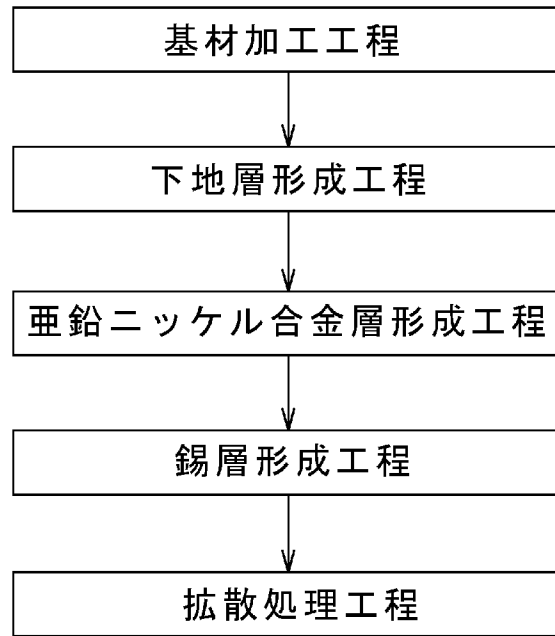 基材加工工程
下地層形成工程
亜鉛ニッケル合金層形成工程
錫層形成工程
拡散処理工程